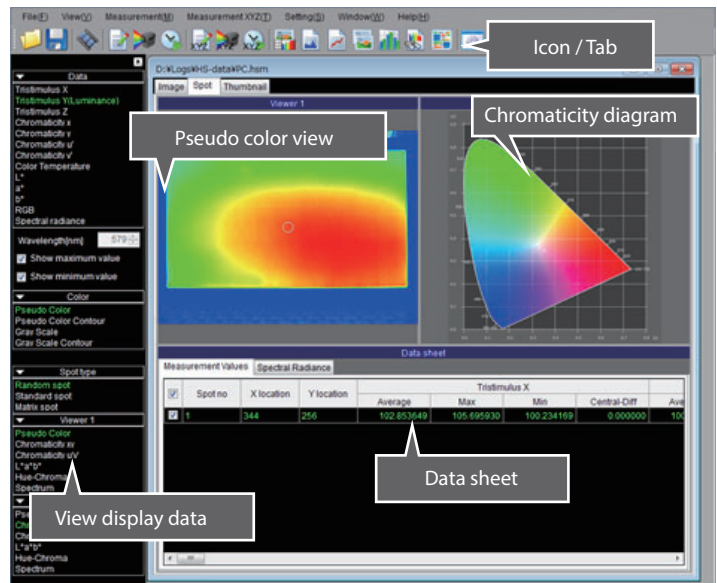 File(F) View(V) Measurement(M) Measurement XYZ(T) Setting(S) Window(W) Help(H)
Icon / Tab
D:¥Logs¥HS-data¥PC.hsm
Image Spot Thumbnail
Viewer 1
Pseudo color view
Chromaticity diagram
Data
Tristimulus X
Tristimulus Y(Luminance)
Tristimulus Z
Chromaticity x
Chromaticity y
Chromaticity u'
Chromaticity v'
Color Temperature
L*
a*
b*
RGB
Spectral radiance
Wavelength[nm] 579
Show maximum value
Show minimum value
Color
Pseudo Color
Pseudo Color Contour
Gray Scale
Gray Scale Contour
Spot type
Random spot
Standard spot
Matrix spot
Viewer 1
Pseudo Color
Chromaticity xy
Chromaticity u'v'
L*a*b*
Hue-Chroma
Spectrum
View display data
L*a*b*
Hue-Chroma
Spectrum
Data sheet
Measurement Values Spectral Radiance
Spot no X location Y location Tristimulus X
Average Max Min Central-Diff Ave
1 344 256 102.853649 105.695930 100.234169 0.000000 100
Data sheet